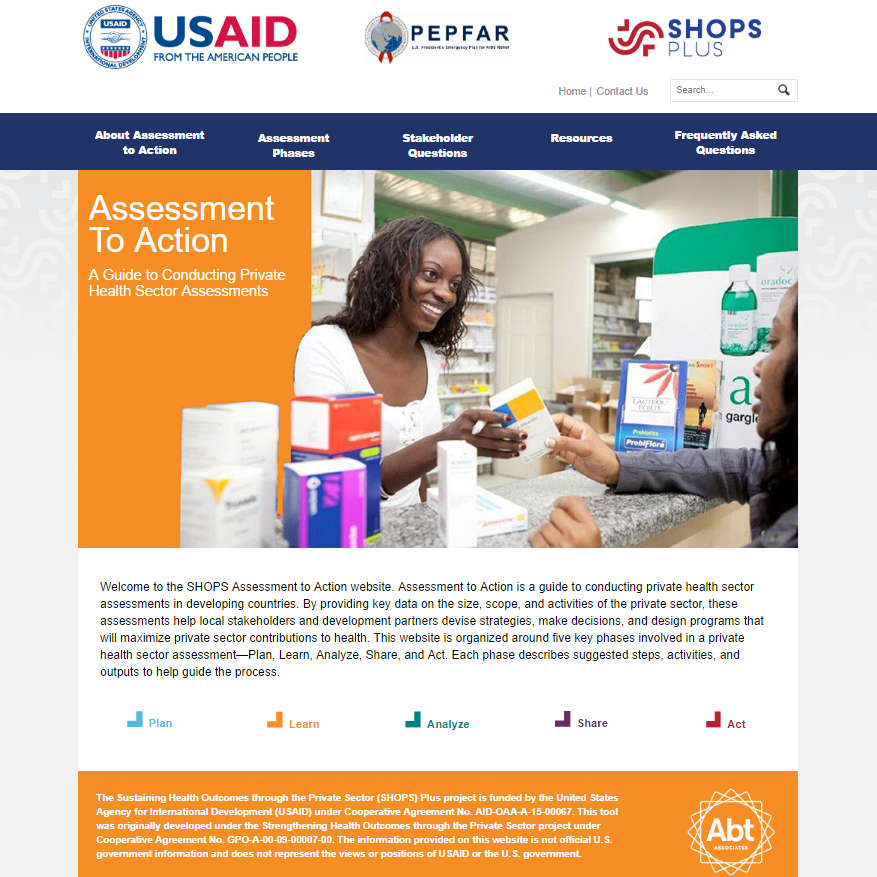 UNITED STATES AGENCY
INTERNATIONAL DEVELOPMENT
USAID
USAID
FROM THE AMERICAN PEOPLE
PEPFAR
U.S. President's Emergency Plan for AIDS Relief
SHOPS
PLUS
Home | Contact Us
Search...
About Assessment
to Action
Assessment
Phases
Stakeholder
Questions
Resources
Frequently Asked
Questions
Assessment
To Action
A Guide to Conducting Private
Health Sector Assessments
oradoc
SPORT
LACTEOL
FORTE
Probiotics
ProbiFlora
a
gargle
Welcome to the SHOPS Assessment to Action website. Assessment to Action is a guide to conducting private health sector
assessments in developing countries. By providing key data on the size, scope, and activities of the private sector, these
assessments help local stakeholders and development partners devise strategies, make decisions, and design programs that
will maximize private sector contributions to health. This website is organized around five key phases involved in a private
health sector assessment—Plan, Learn, Analyze, Share, and Act. Each phase describes suggested steps, activities, and
outputs to help guide the process.
Plan
Learn
Analyze
Share
Act
The Sustaining Health Outcomes through the Private Sector (SHOPS) Plus project is funded by the United States
Agency for International Development (USAID) under Cooperative Agreement No. AID-OAA-A-15-00067. This tool
was originally developed under the Strengthening Health Outcomes through the Private Sector project under
Cooperative Agreement No. GPO-A-00-09-00007-00. The information provided on this website is not official U.S.
government information and does not represent the views or positions of USAID or the U.S. government.
Abt
ASSOCIATES